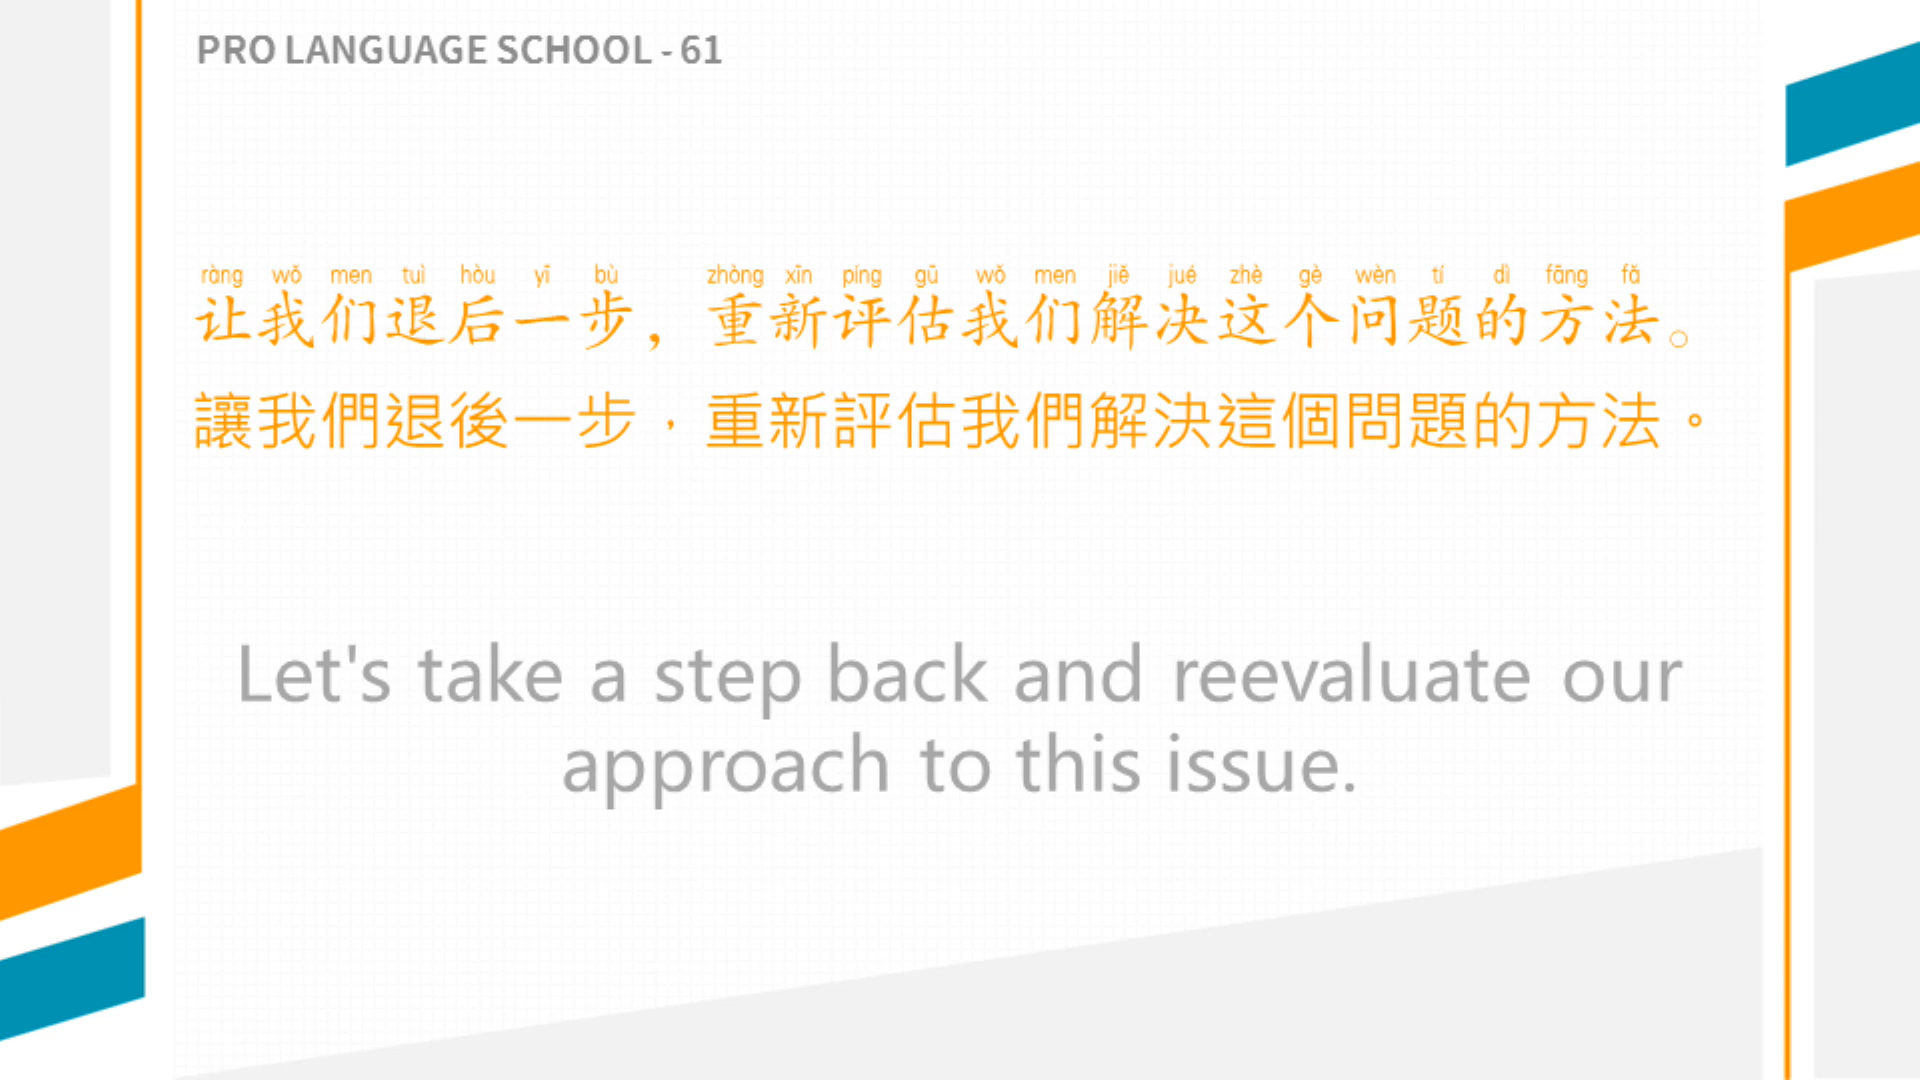 PRO LANGUAGE SCHOOL - 61
ràng wǒ men tuì hòu yī bù zhòng xīn píng gū wǒ men jiě jué zhè gè wèn tí dì fāng fǎ
让我们退后一步，重新评估我们解决这个问题的方法。
讓我們退後一步，重新評估我們解決這個問題的方法。
Let's take a step back and reevaluate our
approach to this issue.